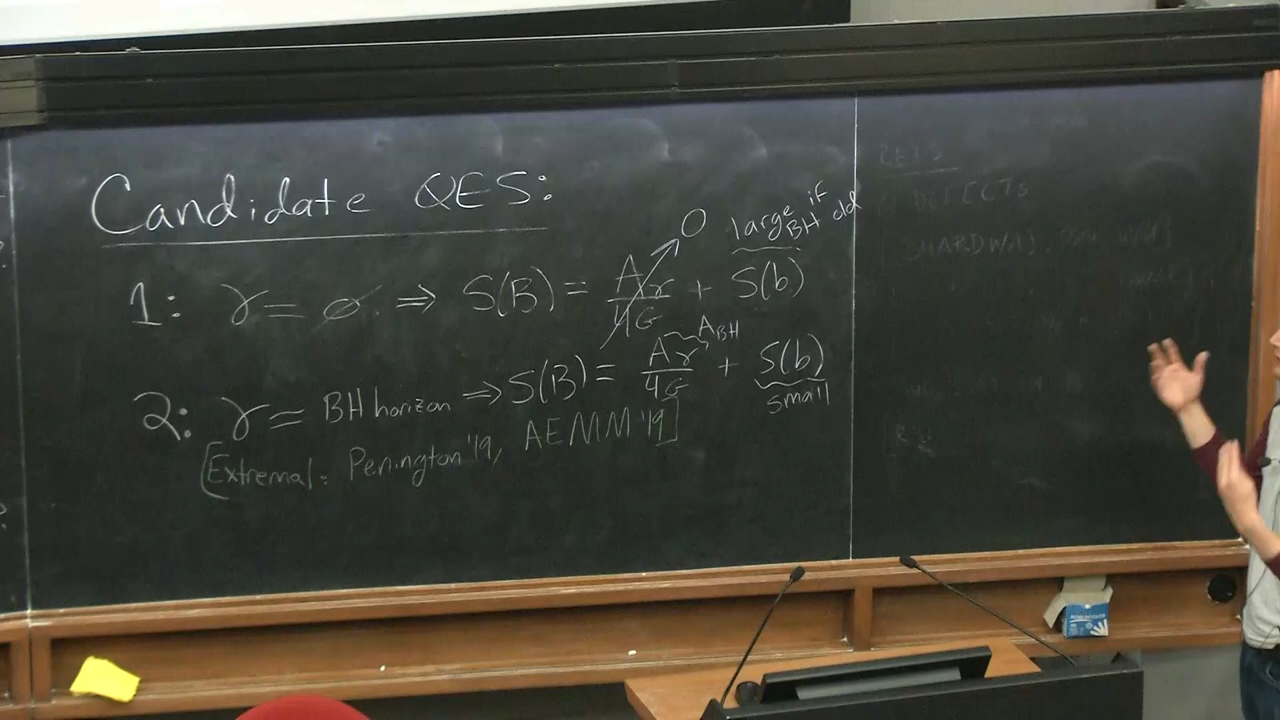 Candidate QES:
1: γ = ∅. ⇒ S(B) = Aγ/4G → 0 + S(b) large if BH old
2: γ = BH horizon ⇒ S(B) = Aγ/4G A_BH + S(b) small
[Extremal: Penington '19, AEMM '19]
REFS
DEFECTS